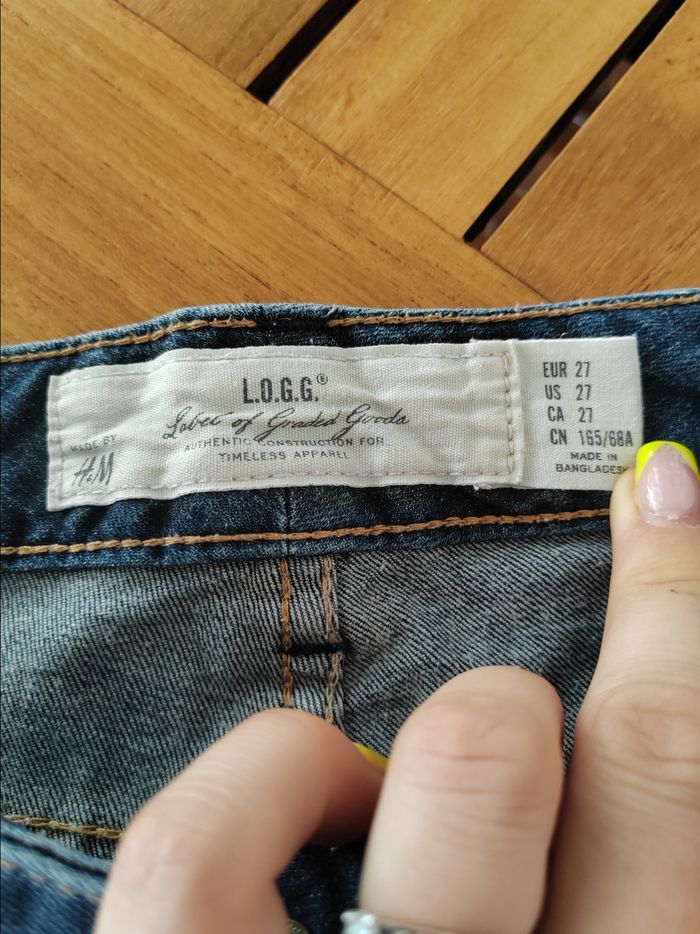 L.O.G.G.®
Label of Graded Goods
MADE BY
H&M
AUTHENTIC CONSTRUCTION FOR
TIMELESS APPAREL
EUR 27
US 27
CA 27
CN 165/68A
MADE IN
BANGLADESH